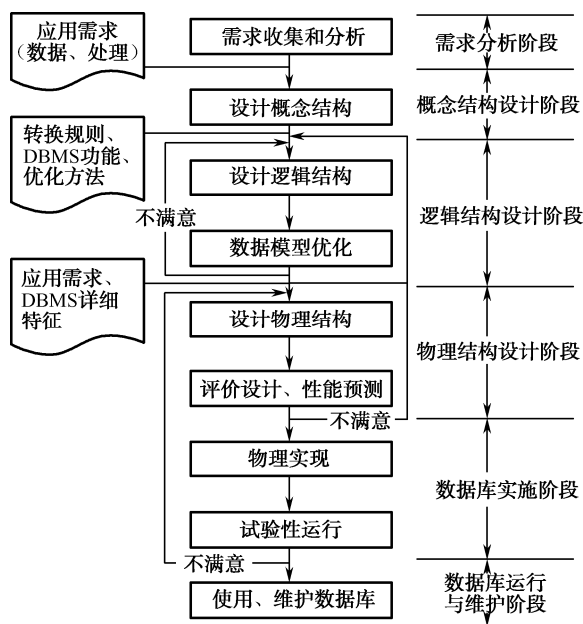 应用需求
(数据、处理)
需求收集和分析
需求分析阶段
设计概念结构
概念结构设计阶段
转换规则、
DBMS功能、
优化方法
设计逻辑结构
不满意
逻辑结构设计阶段
数据模型优化
应用需求、
DBMS详细
特征
设计物理结构
物理结构设计阶段
评价设计、性能预测
不满意
物理实现
数据库实施阶段
试验性运行
不满意
使用、维护数据库
数据库运行
与维护阶段